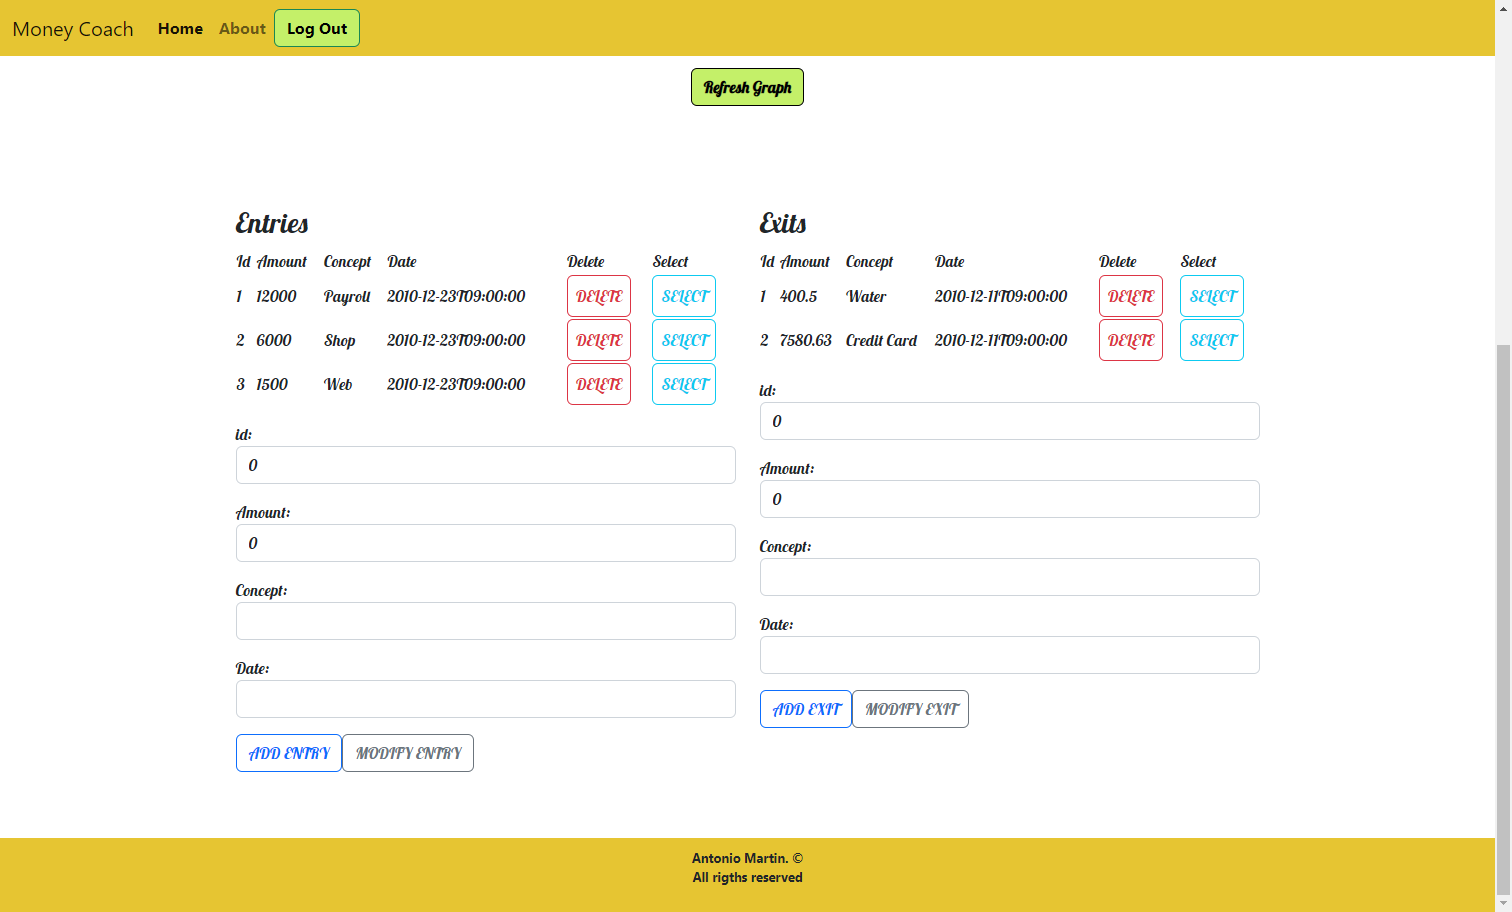 Money Coach Home About Log Out
Refresh Graph
Entries
Id Amount Concept Date Delete Select
1 12000 Payroll 2010-12-23T09:00:00 DELETE SELECT
2 6000 Shop 2010-12-23T09:00:00 DELETE SELECT
3 1500 Web 2010-12-23T09:00:00 DELETE SELECT
id:
0
Amount:
0
Concept:
Date:
ADD ENTRY MODIFY ENTRY
Exits
Id Amount Concept Date Delete Select
1 400.5 Water 2010-12-11T09:00:00 DELETE SELECT
2 7580.63 Credit Card 2010-12-11T09:00:00 DELETE SELECT
id:
0
Amount:
0
Concept:
Date:
ADD EXIT MODIFY EXIT
Antonio Martin. ©
All rigths reserved